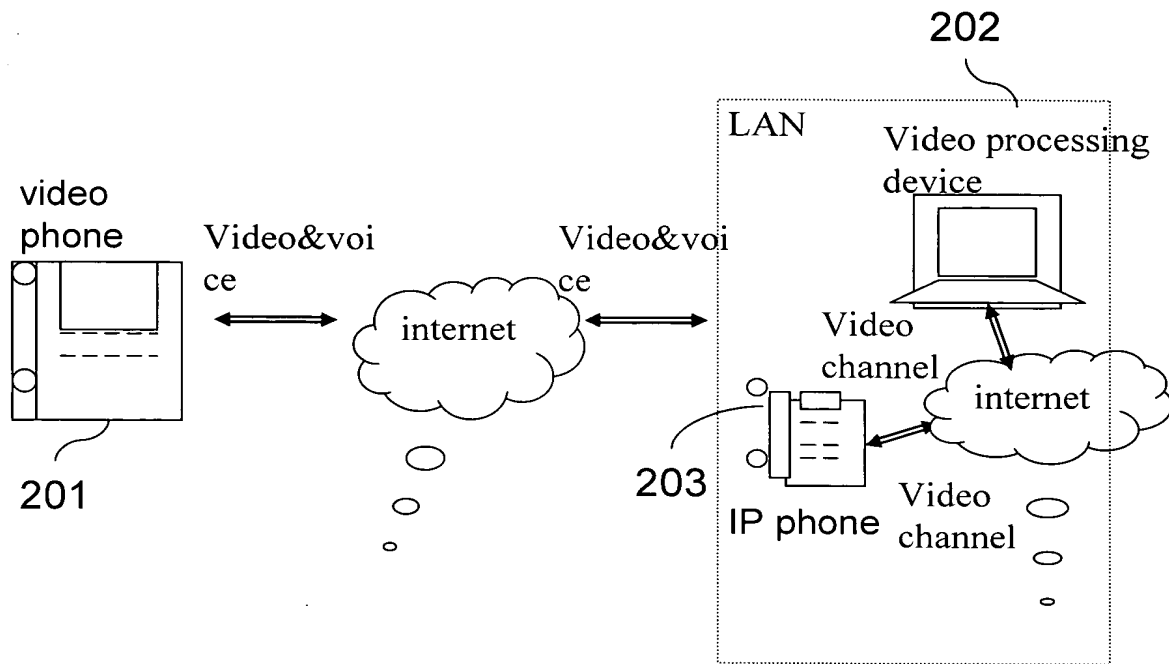 202
LAN
Video processing
device
video
phone
Video&voi
ce
Video&voi
ce
internet
Video
channel
internet
201
203
IP phone
Video
channel